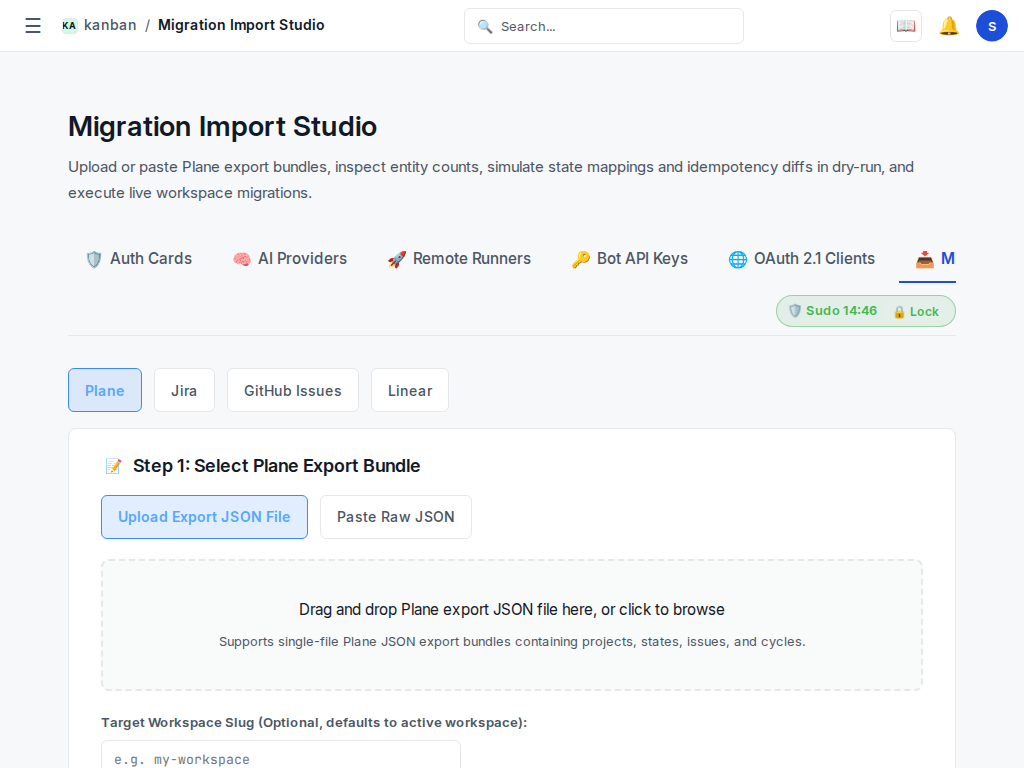 KA kanban / Migration Import Studio
Search...
S
Migration Import Studio
Upload or paste Plane export bundles, inspect entity counts, simulate state mappings and idempotency diffs in dry-run, and
execute live workspace migrations.
Auth Cards
AI Providers
Remote Runners
Bot API Keys
OAuth 2.1 Clients
M
Sudo 14:46
Lock
Plane
Jira
GitHub Issues
Linear
Step 1: Select Plane Export Bundle
Upload Export JSON File
Paste Raw JSON
Drag and drop Plane export JSON file here, or click to browse
Supports single-file Plane JSON export bundles containing projects, states, issues, and cycles.
Target Workspace Slug (Optional, defaults to active workspace):
e.g. my-workspace